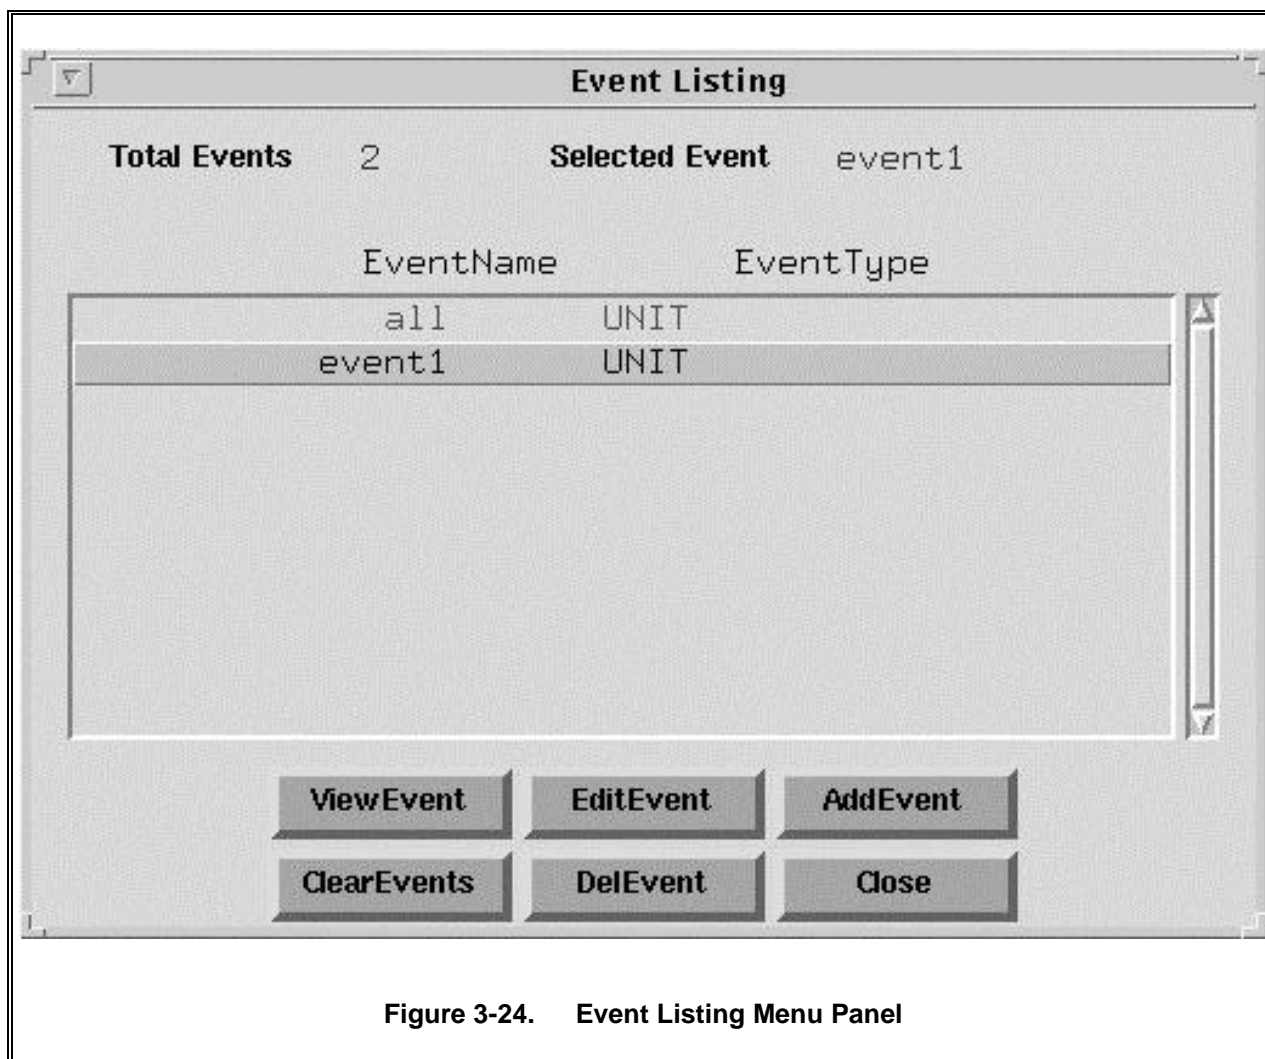 Event Listing
Total Events 2 Selected Event event1
EventName EventType
all UNIT
event1 UNIT
ViewEvent EditEvent AddEvent
ClearEvents DelEvent Close
Figure 3-24. Event Listing Menu Panel